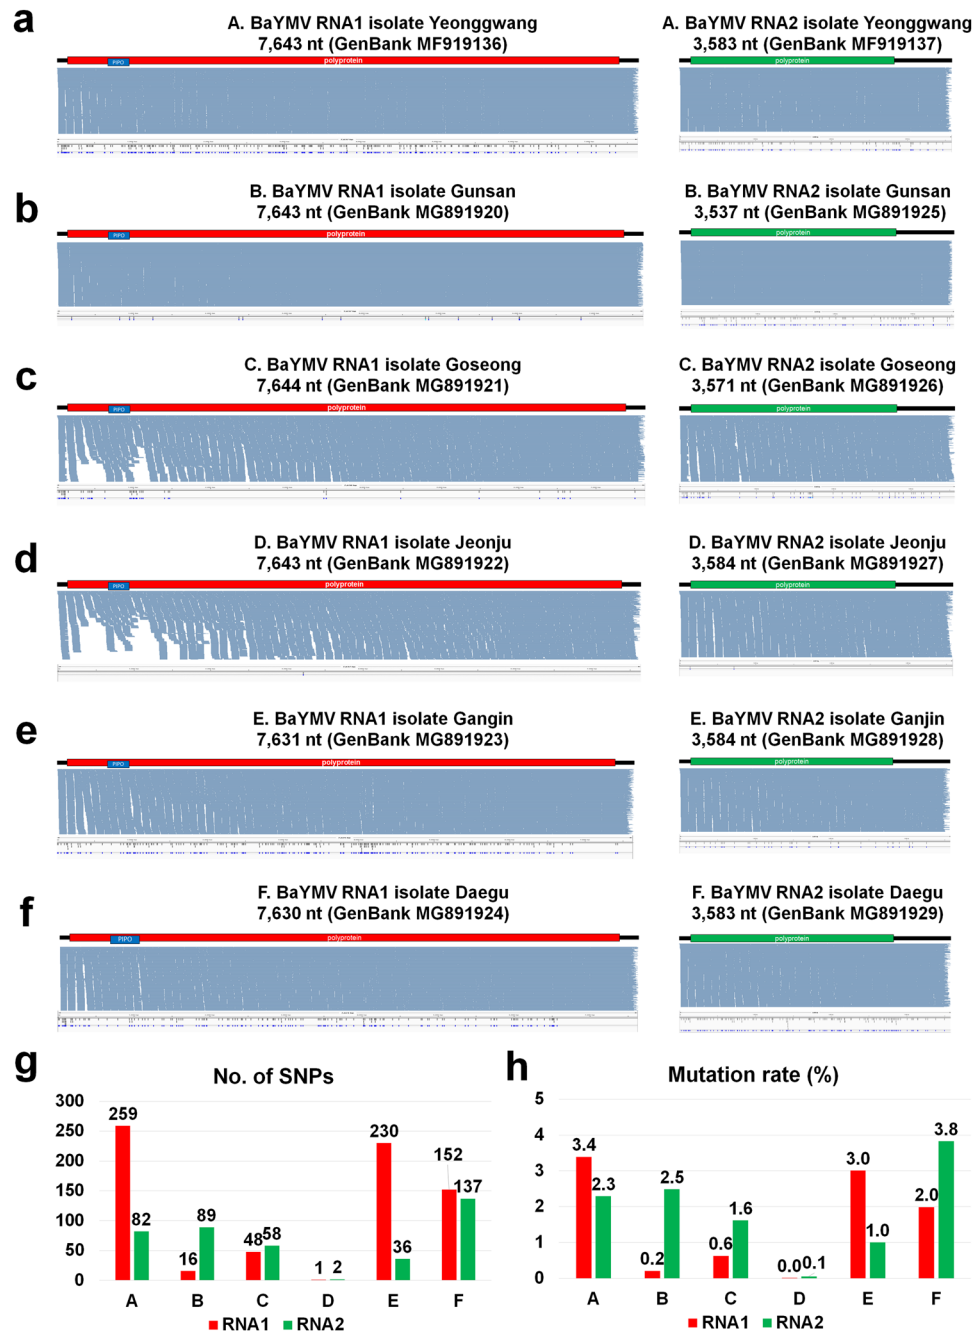 a
A. BaYMV RNA1 isolate Yeonggwang
7,643 nt (GenBank MF919136)
polyprotein
PIPO
A. BaYMV RNA2 isolate Yeonggwang
3,583 nt (GenBank MF919137)
polyprotein
b
B. BaYMV RNA1 isolate Gunsan
7,643 nt (GenBank MG891920)
polyprotein
PIPO
B. BaYMV RNA2 isolate Gunsan
3,537 nt (GenBank MG891925)
polyprotein
c
C. BaYMV RNA1 isolate Goseong
7,644 nt (GenBank MG891921)
polyprotein
PIPO
C. BaYMV RNA2 isolate Goseong
3,571 nt (GenBank MG891926)
polyprotein
d
D. BaYMV RNA1 isolate Jeonju
7,643 nt (GenBank MG891922)
polyprotein
PIPO
D. BaYMV RNA2 isolate Jeonju
3,584 nt (GenBank MG891927)
polyprotein
e
E. BaYMV RNA1 isolate Gangin
7,631 nt (GenBank MG891923)
polyprotein
PIPO
E. BaYMV RNA2 isolate Ganjin
3,584 nt (GenBank MG891928)
polyprotein
f
F. BaYMV RNA1 isolate Daegu
7,630 nt (GenBank MG891924)
polyprotein
PIPO
F. BaYMV RNA2 isolate Daegu
3,583 nt (GenBank MG891929)
polyprotein
g
No. of SNPs
300
250
200
150
100
50
0
259
82
16
89
48
58
1
2
230
36
152
137
A B C D E F
RNA1 RNA2
h
Mutation rate (%)
5
4
3
2
1
0
3.4
2.3
0.2
2.5
0.6
1.6
0.0
0.1
3.0
1.0
2.0
3.8
A B C D E F
RNA1 RNA2